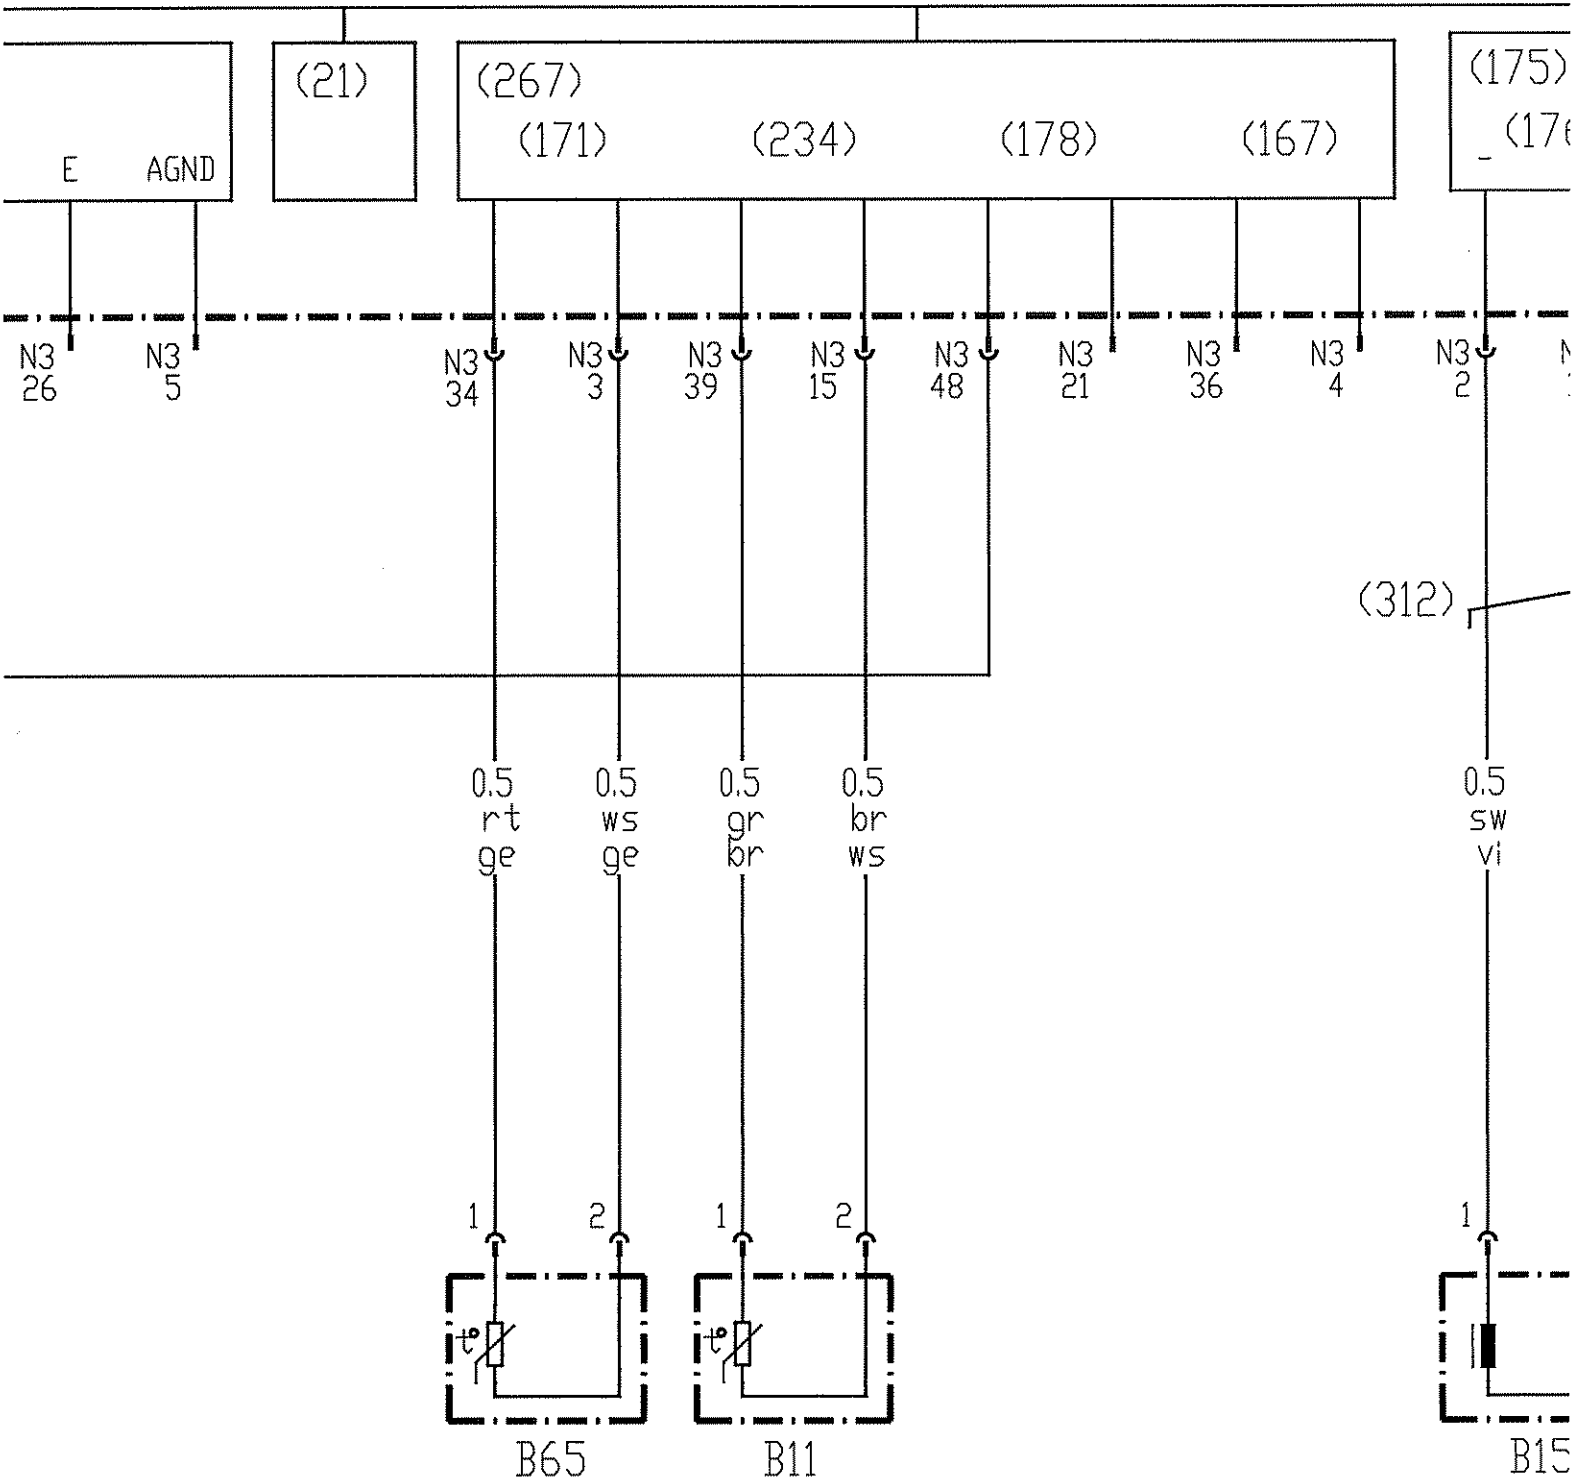 (21)
(267)
(175)
(171) (234) (178) (167)
E AGND
N3 N3 N3 N3 N3 N3 N3 N3 N3 N3 N3
26 5 34 3 39 15 48 21 36 4 2
(312)
0.5 0.5 0.5 0.5 0.5
rt ws gr br sw
ge ge br ws vi
1 2 1 2 1
t° t°
B65 B11 B15